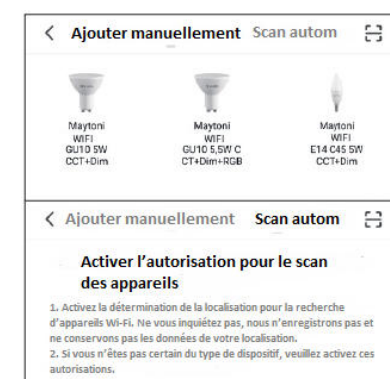 Ajouter manuellement Scan autom
Maytoni Maytoni Maytoni
WIFI WIFI WIFI
GU10 5W GU10 5,5W C E14 C45 5W
CCT+Dim CT+Dim+RGB CCT+Dim
Ajouter manuellement Scan autom
Activer l'autorisation pour le scan
des appareils
1. Activez la détermination de la localisation pour la recherche
d'appareils Wi-Fi. Ne vous inquiétez pas, nous n'enregistrons pas et
ne conservons pas les données de votre localisation.
2. Si vous n'êtes pas certain du type de dispositif, veuillez activez ces
autorisations.